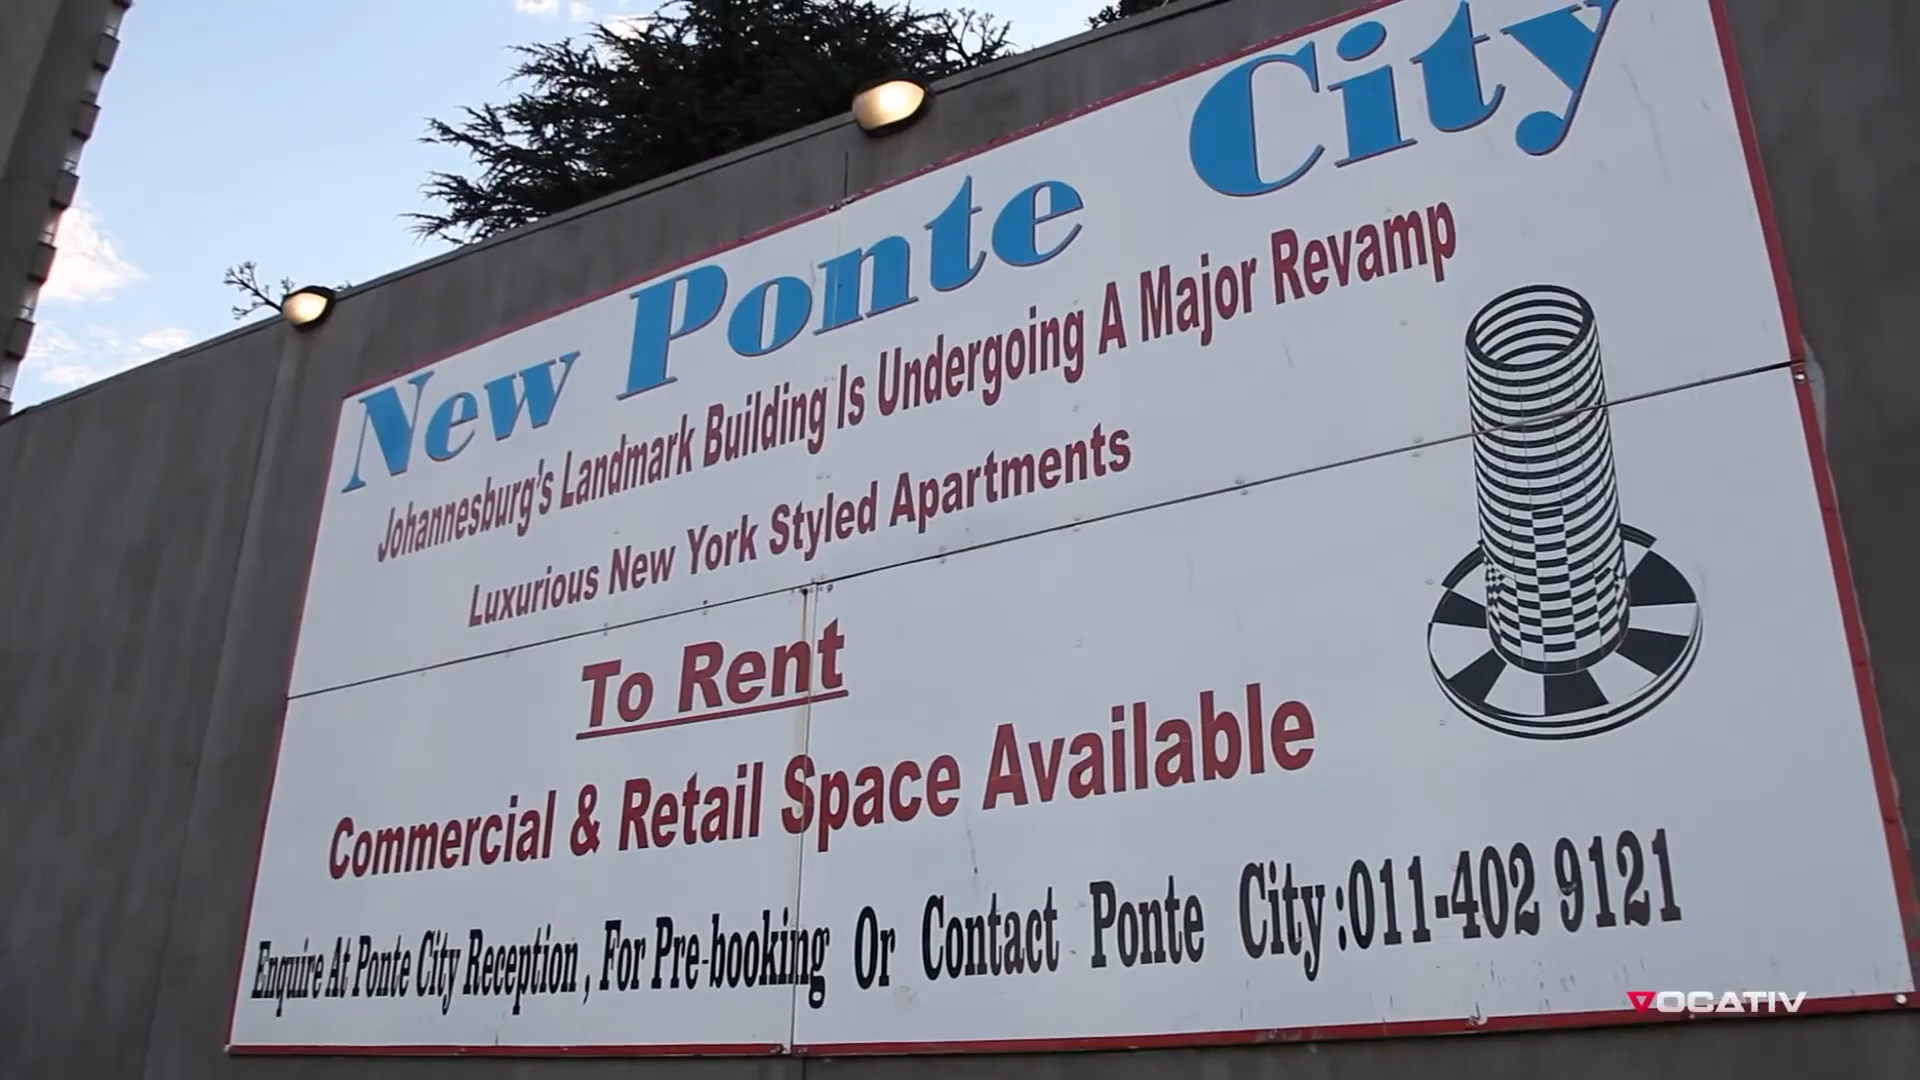 New Ponte City
Johannesburg's Landmark Building Is Undergoing A Major Revamp
Luxurious New York Styled Apartments
To Rent
Commercial & Retail Space Available
Enquire At Ponte City Reception, For Pre-booking Or Contact Ponte City:011-402 9121
VOCATIV